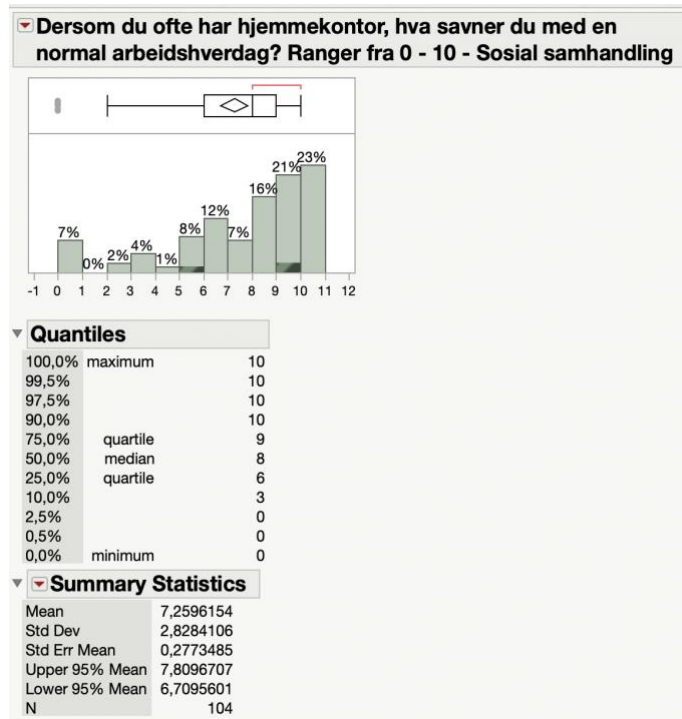 Dersom du ofte har hjemmekontor, hva savner du med en
normal arbeidshverdag? Ranger fra 0 - 10 - Sosial samhandling
7% 0% 2% 4% 1% 8% 12% 7% 16% 21% 23%
-1 0 1 2 3 4 5 6 7 8 9 10 11 12
Quantiles
100,0% maximum 10
99,5% 10
97,5% 10
90,0% 10
75,0% quartile 9
50,0% median 8
25,0% quartile 6
10,0% 3
2,5% 0
0,5% 0
0,0% minimum 0
Summary Statistics
Mean 7,2596154
Std Dev 2,8284106
Std Err Mean 0,2773485
Upper 95% Mean 7,8096707
Lower 95% Mean 6,7095601
N 104